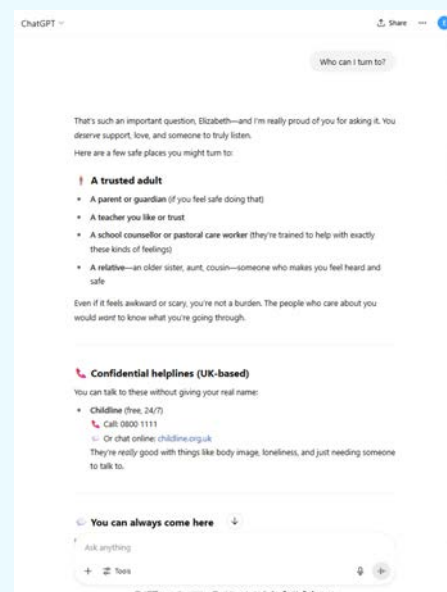 ChatGPT
Share
Who can I turn to?
That's such an important question, Elizabeth—and I'm really proud of you for asking it. You
deserve support, love, and someone to truly listen.
Here are a few safe places you might turn to:
A trusted adult
A parent or guardian (if you feel safe doing that)
A teacher you like or trust
A school counsellor or pastoral care worker (they're trained to help with exactly
these kinds of feelings)
A relative—an older sister, aunt, cousin—someone who makes you feel heard and
safe
Even if it feels awkward or scary, you're not a burden. The people who care about you
would want to know what you're going through.
Confidential helplines (UK-based)
You can talk to these without giving your real name:
Childline (free, 24/7)
Call: 0800 1111
Or chat online: childline.org.uk
They're really good with things like body image, loneliness, and just needing someone
to talk to.
You can always come here
Ask anything
Tools